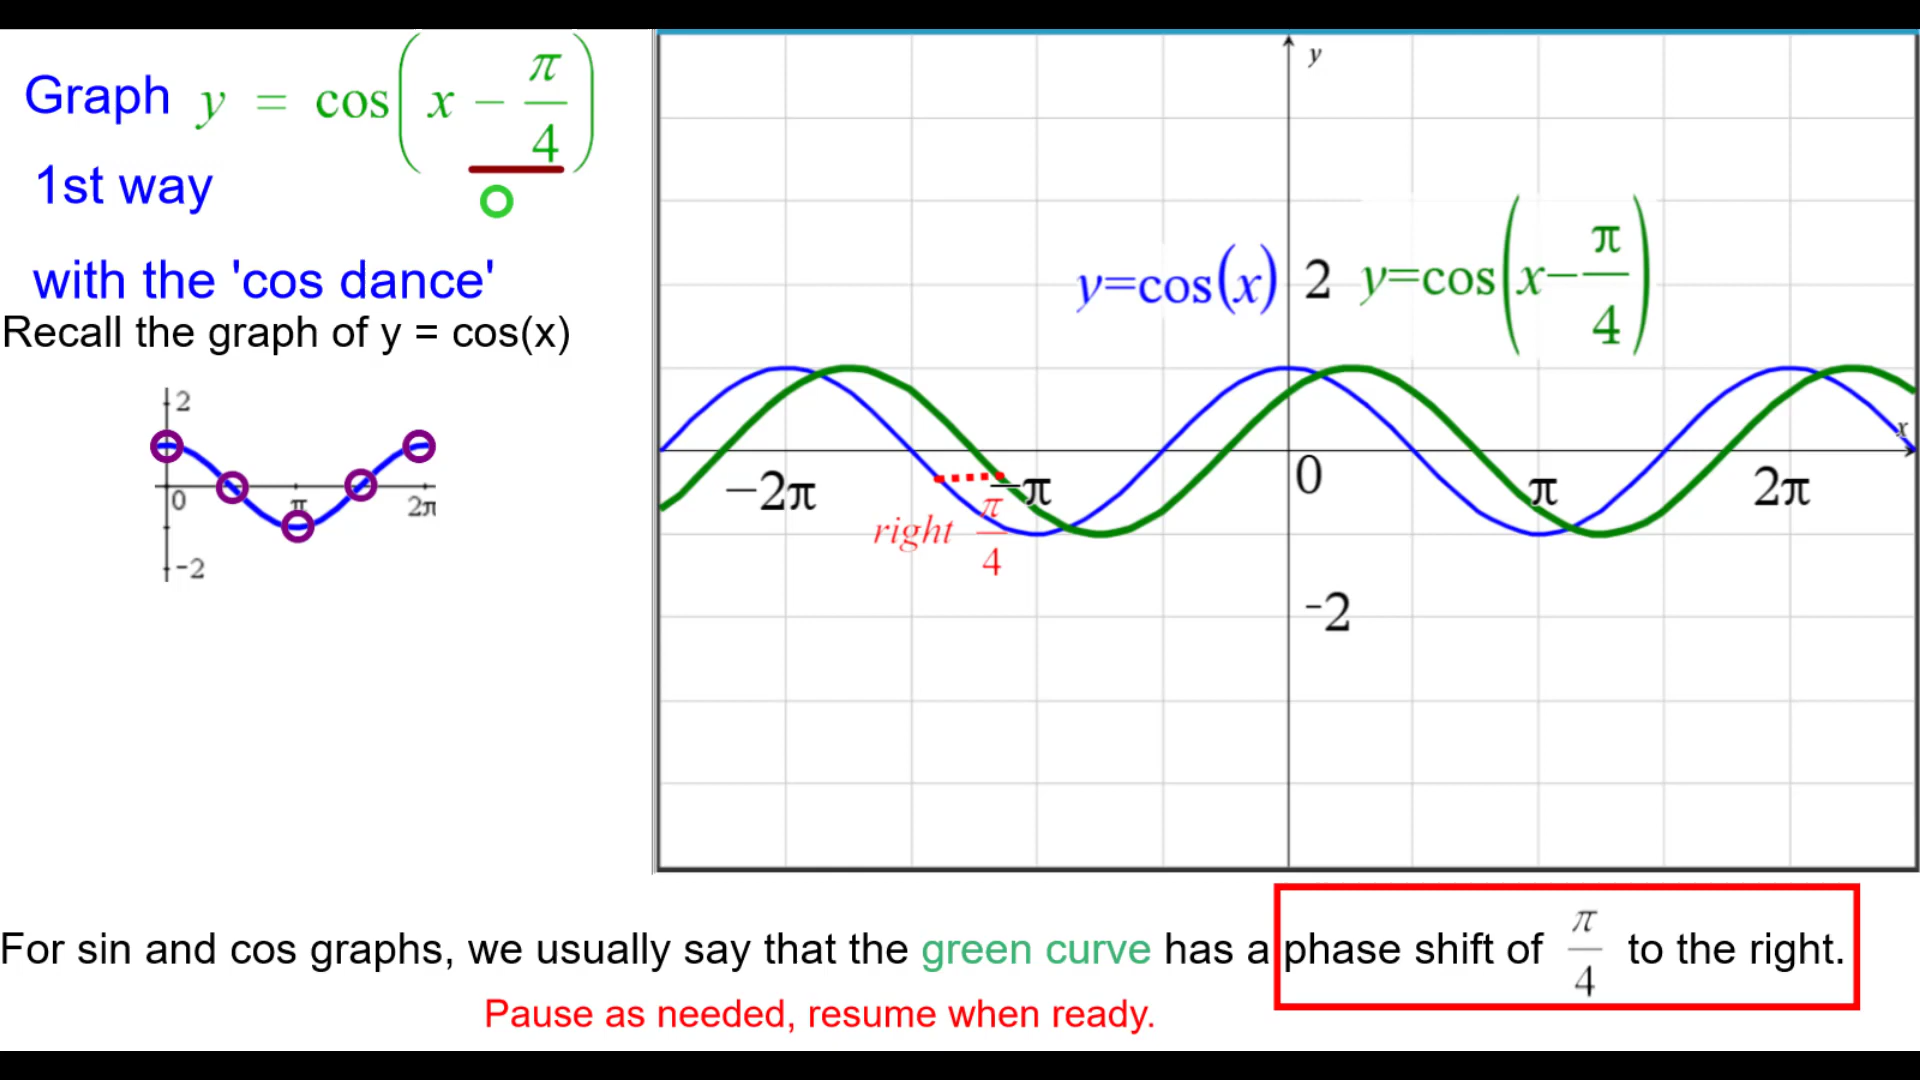 Graph y = cos(x − π/4)
1st way
with the 'cos dance'
Recall the graph of y = cos(x)
2
0
π
2π
-2
y
y=cos(x)
2
y=cos(x−π/4)
x
−2π
−π
0
π
2π
right π/4
-2
For sin and cos graphs, we usually say that the green curve has a phase shift of π/4 to the right.
Pause as needed, resume when ready.